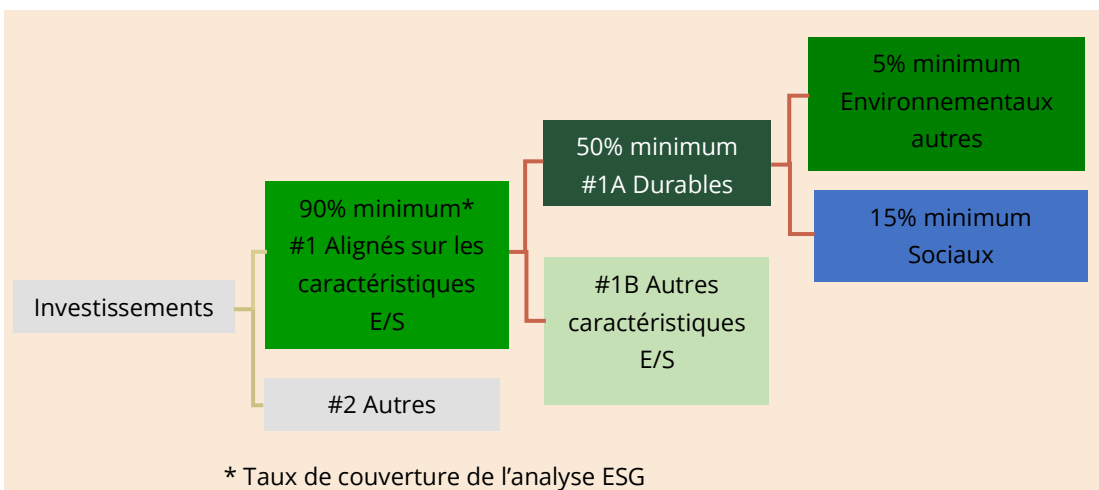 Investissements
90% minimum*
#1 Alignés sur les
caractéristiques
E/S
#2 Autres
50% minimum
#1A Durables
#1B Autres
caractéristiques
E/S
5% minimum
Environnementaux
autres
15% minimum
Sociaux
* Taux de couverture de l’analyse ESG